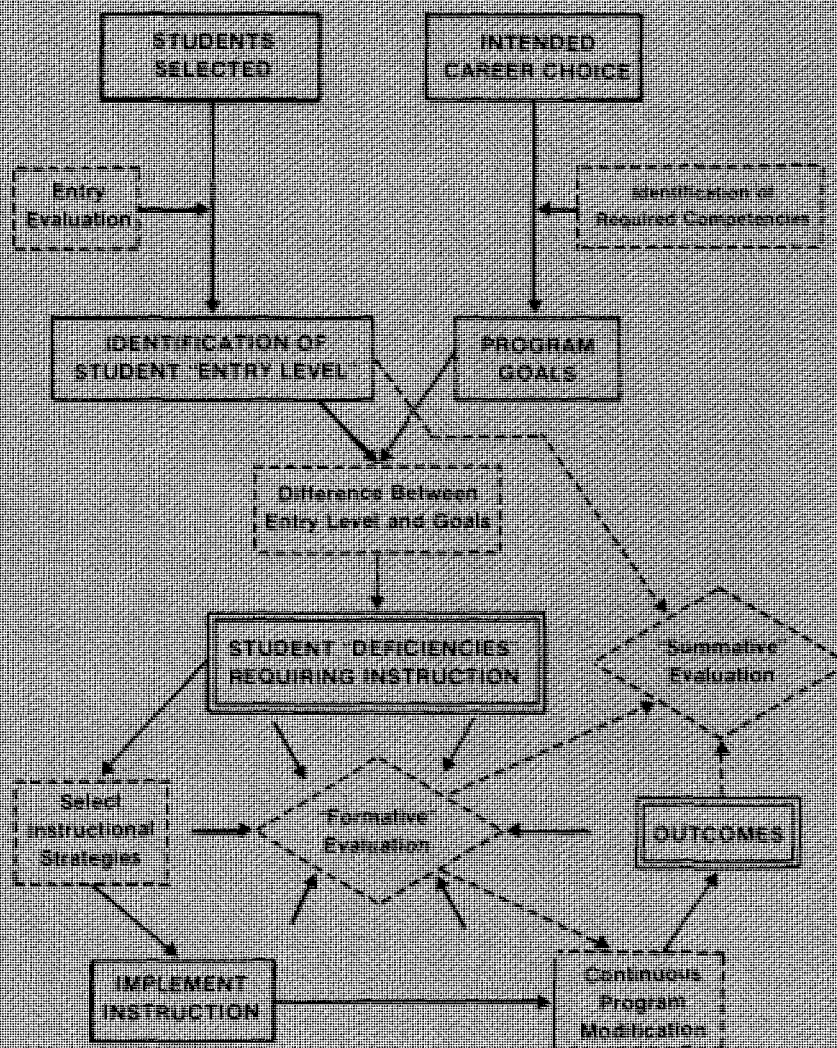 STUDENTS
SELECTED
INTENDED
CAREER CHOICE
Entry
Evaluation
Identification of
Required Competencies
IDENTIFICATION OF
STUDENT "ENTRY LEVEL"
PROGRAM
GOALS
Difference Between
Entry Level and Goals
STUDENT "DEFICIENCIES
REQUIRING INSTRUCTION
"Summative"
Evaluation
Select
Instructional
Strategies
"Formative"
Evaluation
OUTCOMES
IMPLEMENT
INSTRUCTION
Continuous
Program
Modification